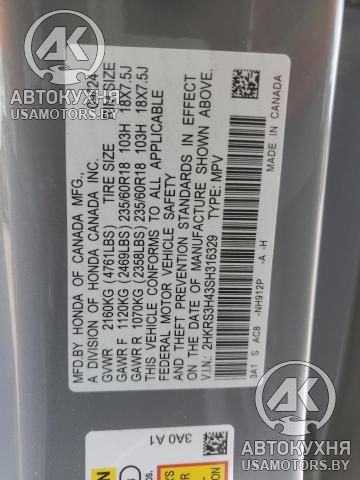 MFD.BY HONDA OF CANADA MFG.,
A DIVISION OF HONDA CANADA INC.
TIRE SIZE
GVWR 2160KG (4761LBS)
GAWR F 1120KG (2469LBS) 235/60R18 103H 18X7.5J
GAWR R 1070KG (2358LBS) 235/60R18 103H 18X7.5J
THIS VEHICLE CONFORMS TO ALL APPLICABLE
FEDERAL MOTOR VEHICLE SAFETY
AND THEFT PREVENTION STANDARDS IN EFFECT
ON THE DATE OF MANUFACTURE SHOWN ABOVE.
V.I.N.: 2HKRS3H43SH316329 TYPE: MPV
3A1 S AC8 -NH912P -A -H MADE IN CANADA
3A0 A1
АВТОКУХНЯ
USAMOTORS.BY
АВТОКУХНЯ
USAMOTORS.BY